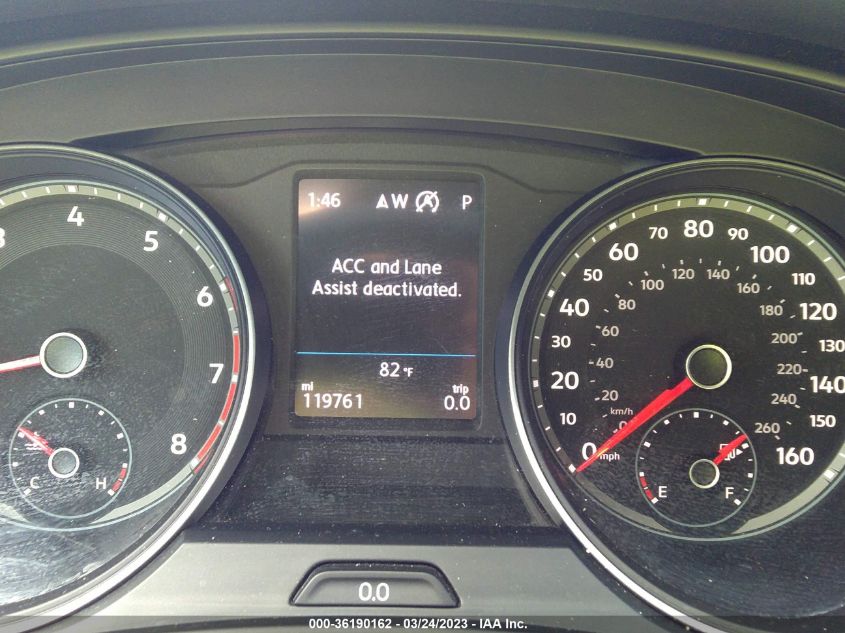 1:46 AW A P
ACC and Lane
Assist deactivated.
82 °F
mi trip
119761 0.0
3 4 5 6 7 8
C H
0 10 20 30 40 50 60 70 80 90 100 110 120 130 140 150 160
mph
km/h
0 20 40 60 80 100 120 140 160 180 200 220 240 260
E F
0.0
000-36190162 - 03/24/2023 - IAA Inc.